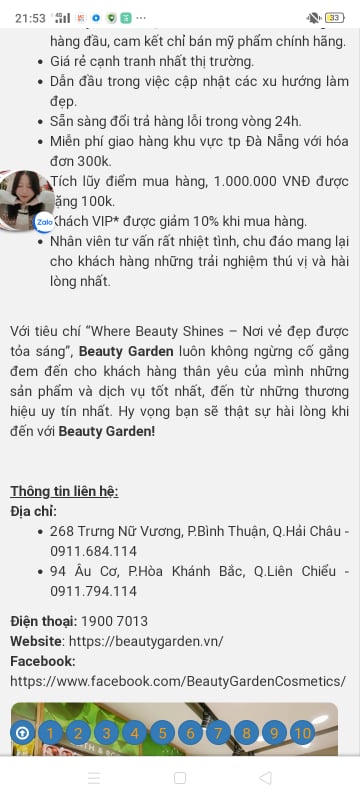 21:53
33
hàng đầu, cam kết chỉ bán mỹ phẩm chính hãng.
Giá rẻ cạnh tranh nhất thị trường.
Dẫn đầu trong việc cập nhật các xu hướng làm
đẹp.
Sẵn sàng đổi trả hàng lỗi trong vòng 24h.
Miễn phí giao hàng khu vực tp Đà Nẵng với hóa
đơn 300k.
Tích lũy điểm mua hàng, 1.000.000 VNĐ được
ặng 100k.
Zalo
Khách VIP* được giảm 10% khi mua hàng.
Nhân viên tư vấn rất nhiệt tình, chu đáo mang lại
cho khách hàng những trải nghiệm thú vị và hài
lòng nhất.
Với tiêu chí “Where Beauty Shines – Nơi vẻ đẹp được
tỏa sáng”, Beauty Garden luôn không ngừng cố gắng
đem đến cho khách hàng thân yêu của mình những
sản phẩm và dịch vụ tốt nhất, đến từ những thương
hiệu uy tín nhất. Hy vọng bạn sẽ thật sự hài lòng khi
đến với Beauty Garden!
Thông tin liên hệ:
Địa chỉ:
268 Trưng Nữ Vương, P.Bình Thuận, Q.Hải Châu -
0911.684.114
94 Âu Cơ, P.Hòa Khánh Bắc, Q.Liên Chiểu -
0911.794.114
Điện thoại: 1900 7013
Website: https://beautygarden.vn/
Facebook:
https://www.facebook.com/BeautyGardenCosmetics/
1 2 3 4 5 6 7 8 9 10